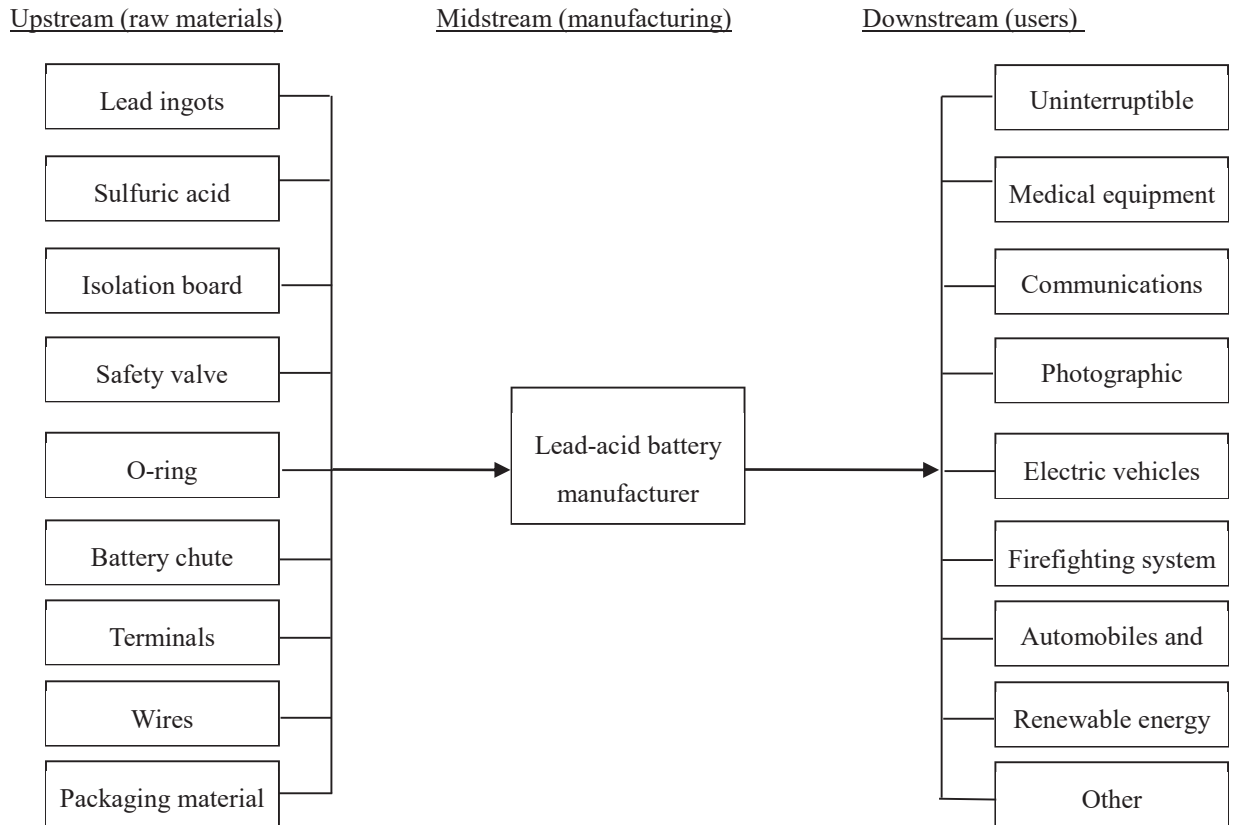 Upstream (raw materials)
Midstream (manufacturing)
Downstream (users)
Lead ingots
Sulfuric acid
Isolation board
Safety valve
O-ring
Battery chute
Terminals
Wires
Packaging material
Lead-acid battery
manufacturer
Uninterruptible
Medical equipment
Communications
Photographic
Electric vehicles
Firefighting system
Automobiles and
Renewable energy
Other